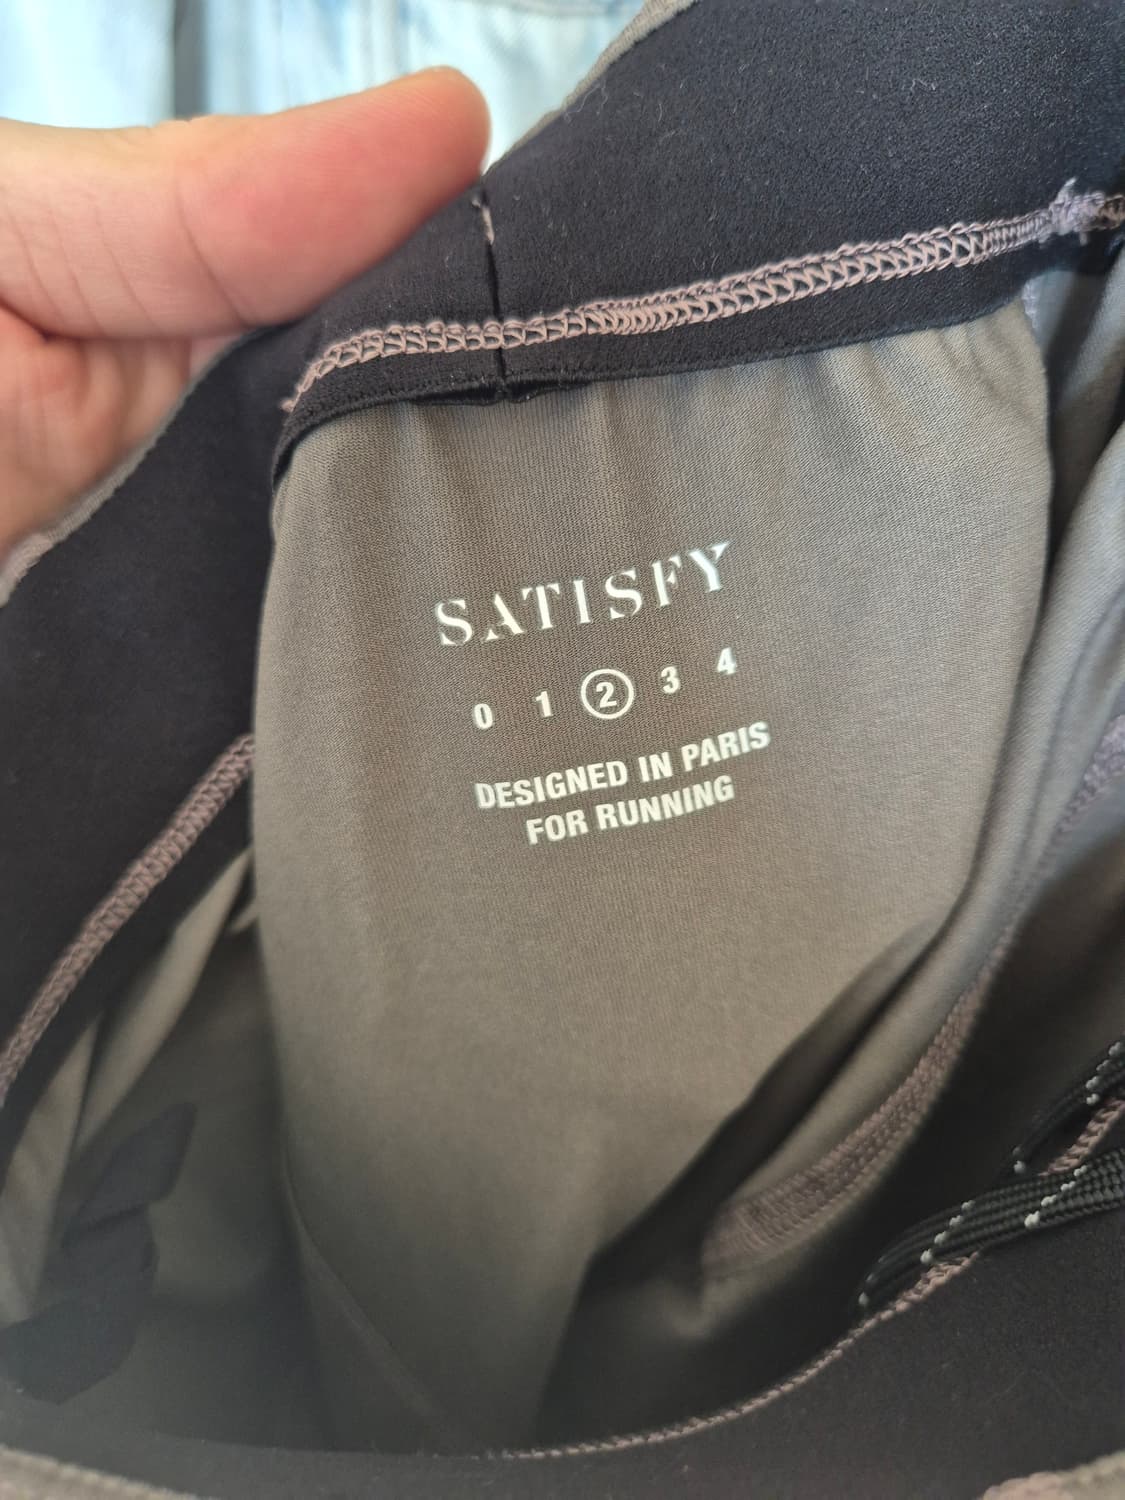 SATISFY
0 1 2 3 4
DESIGNED IN PARIS
FOR RUNNING